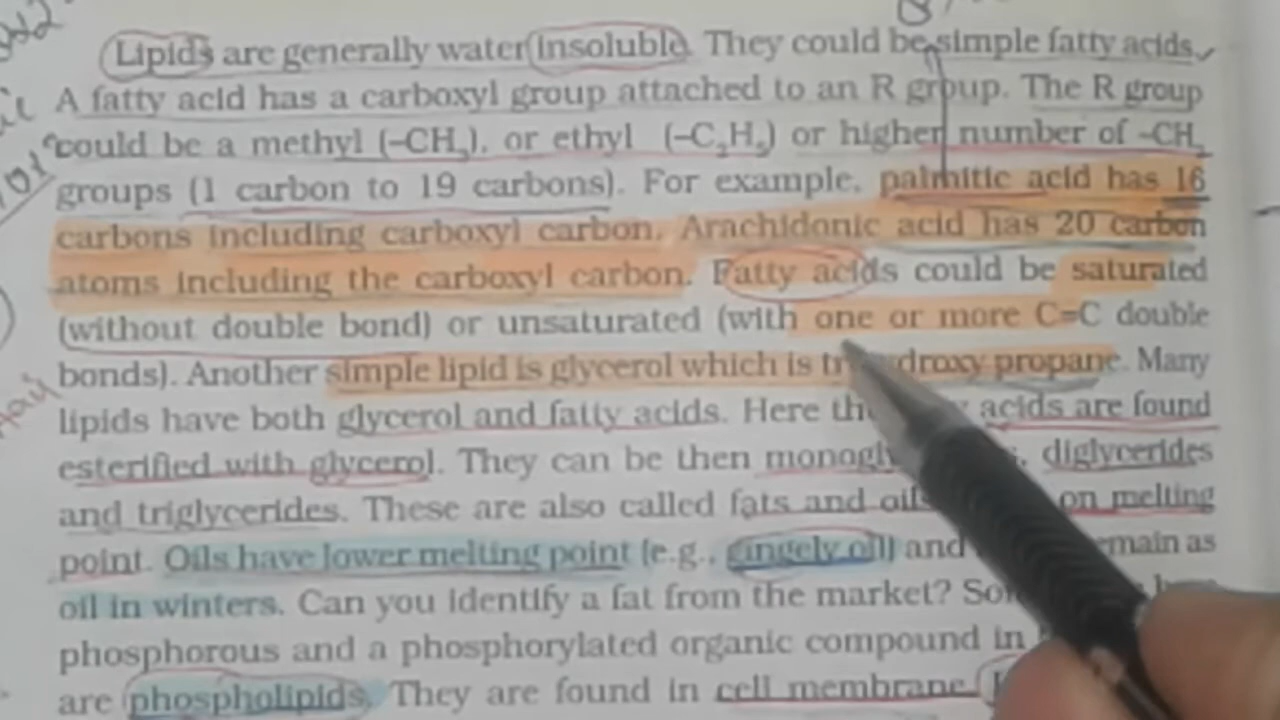 Lipids are generally water insoluble. They could be simple fatty acids.
A fatty acid has a carboxyl group attached to an R group. The R group
could be a methyl (–CH₃), or ethyl (–C₂H₅) or higher number of –CH₂
groups (1 carbon to 19 carbons). For example, palmitic acid has 16
carbons including carboxyl carbon. Arachidonic acid has 20 carbon
atoms including the carboxyl carbon. Fatty acids could be saturated
(without double bond) or unsaturated (with one or more C=C double
bonds). Another simple lipid is glycerol which is propane. Many
lipids have both glycerol and fatty acids. Here acids are found
esterified with glycerol. They can be then diglycerides
and triglycerides. These are also called fats and on melting
point. Oils have lower melting point (e.g., gingely oil) and as
oil in winters. Can you identify a fat from the market?
phosphorous and a phosphorylated organic compound in
are phospholipids. They are found in cell membrane.